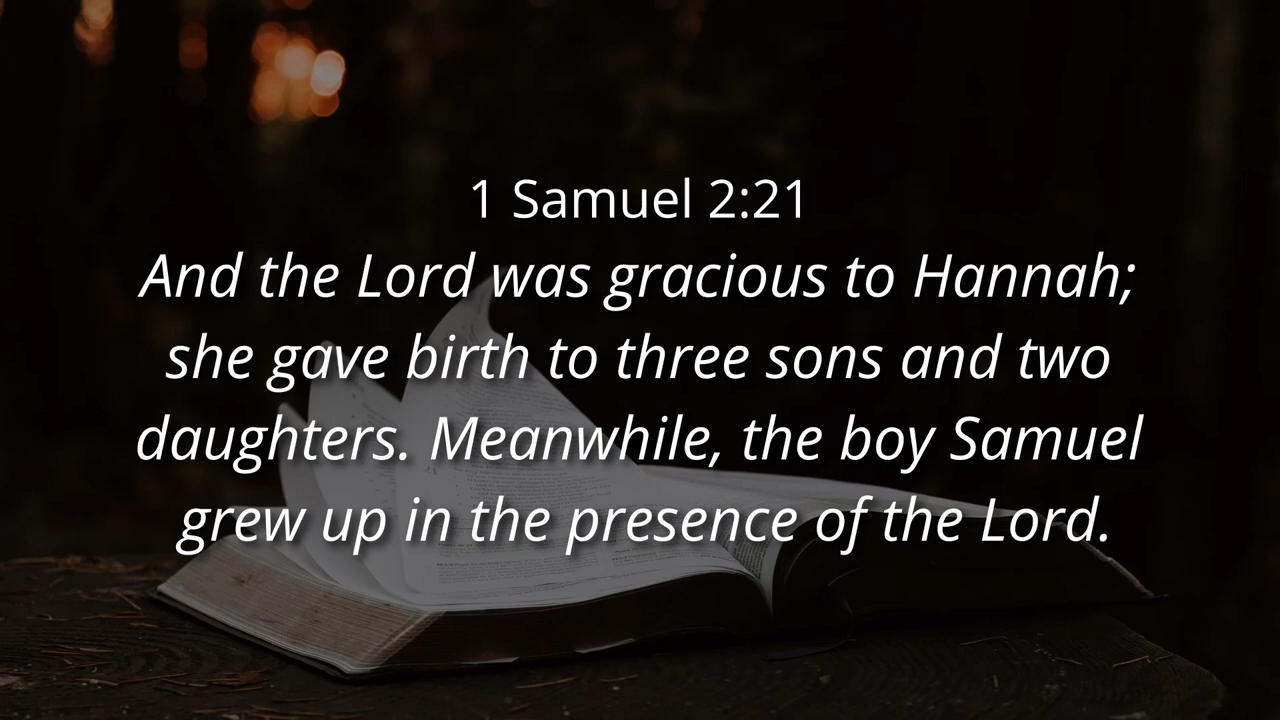 1 Samuel 2:21
And the Lord was gracious to Hannah;
she gave birth to three sons and two
daughters. Meanwhile, the boy Samuel
grew up in the presence of the Lord.